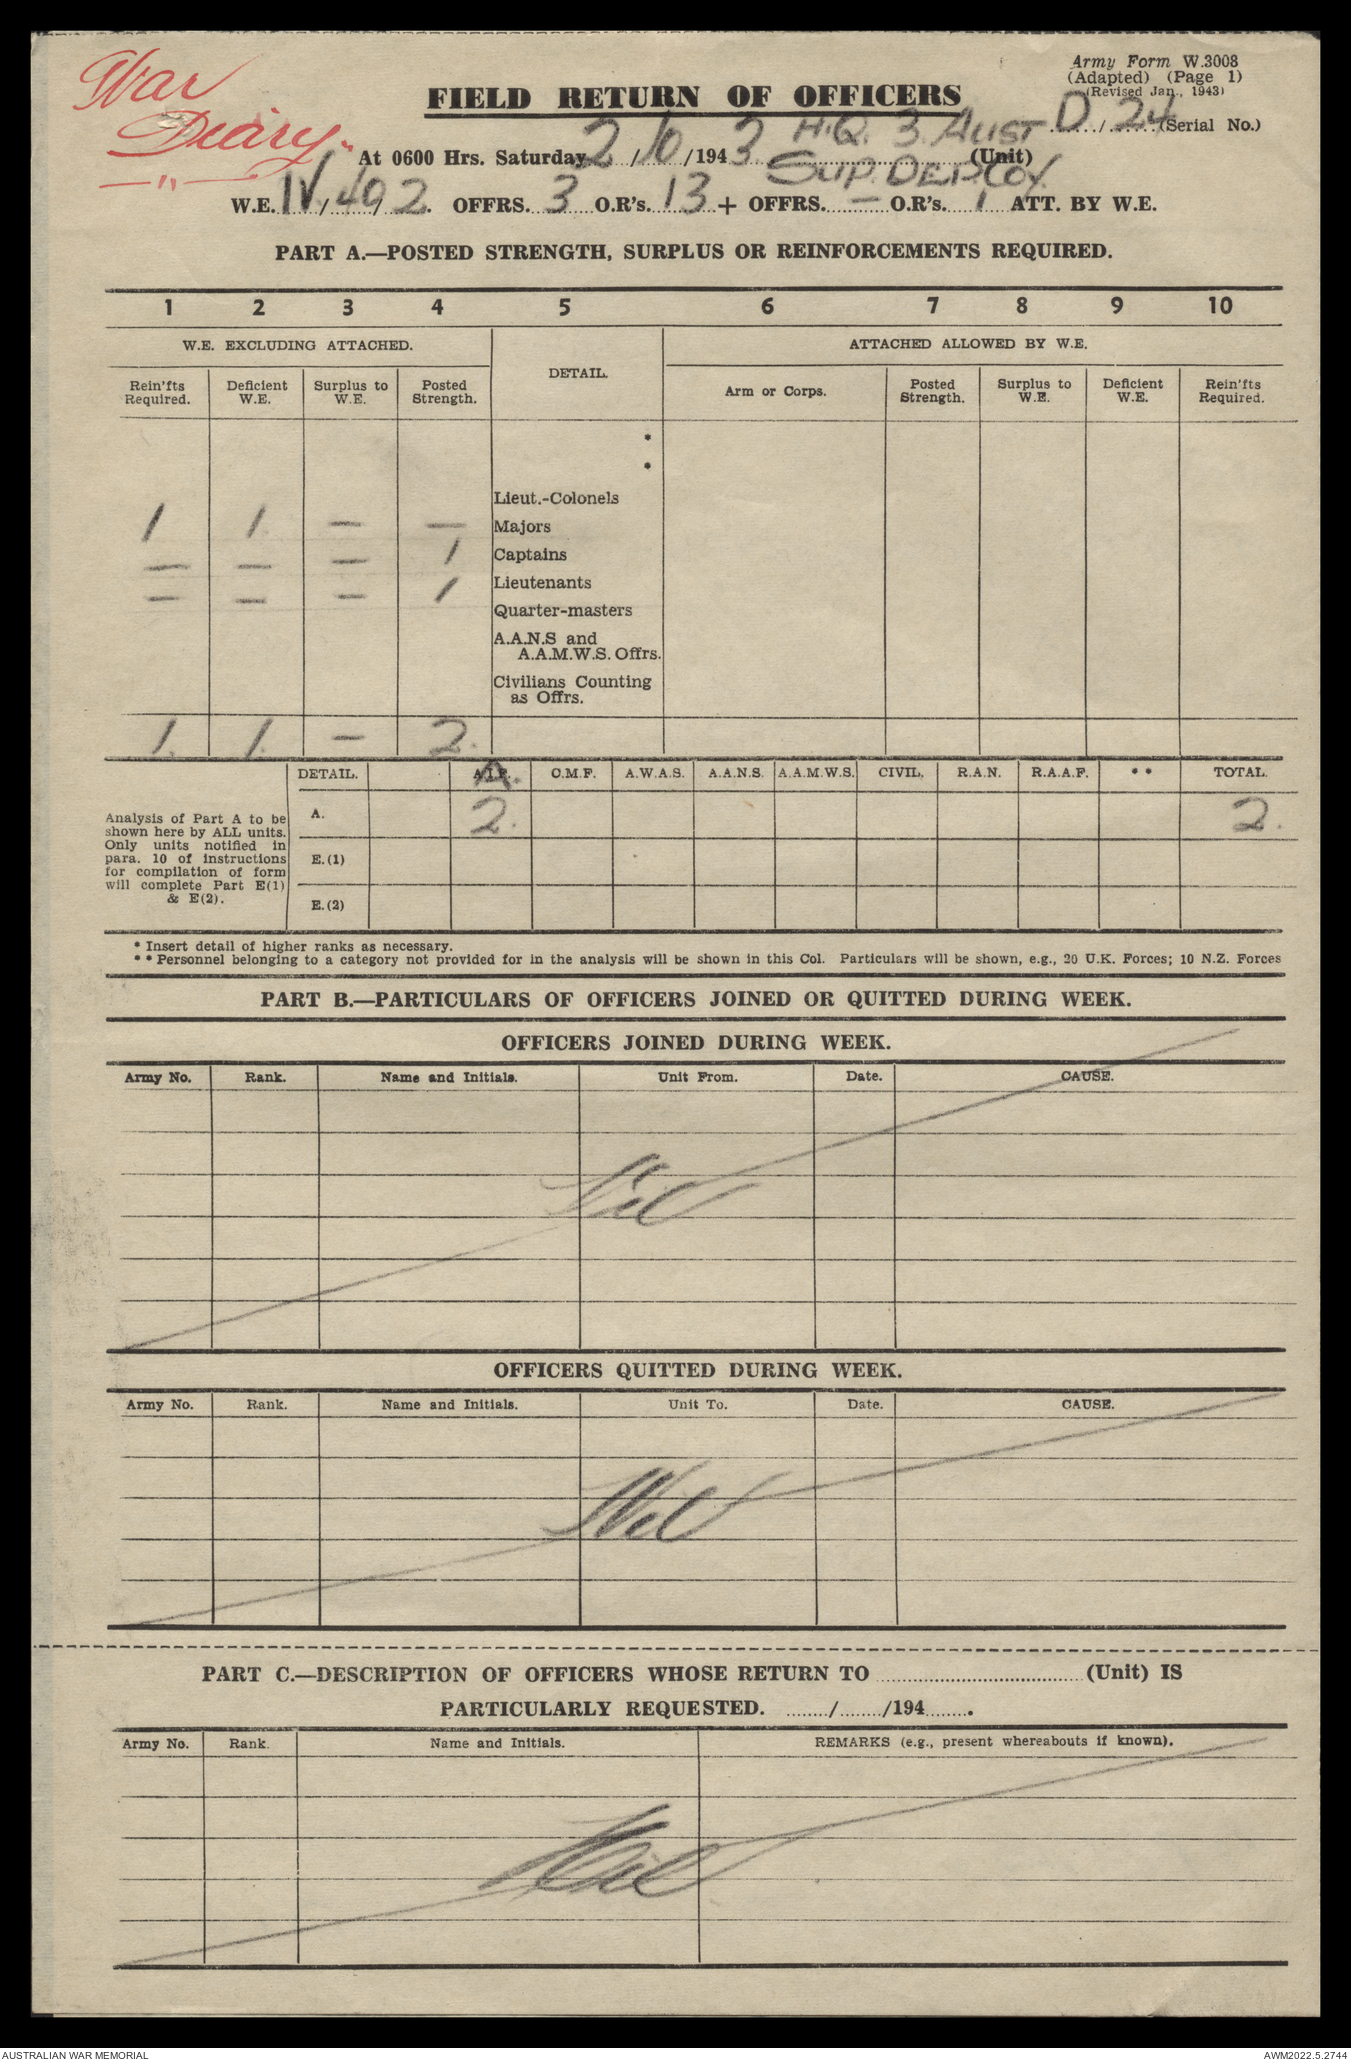 War
Diary.
Army Form W.3008
(Adapted) (Page 1)
(Revised Jan., 1943)
FIELD RETURN OF OFFICERS
D / 24 (Serial No.)
At 0600 Hrs. Saturday 2/10/1943 H.Q. 3 AUST (Unit)
SUP. DEP. COY.
W.E. IV/492. OFFRS. 3 O.R's. 13 + OFFRS. — O.R's. 1 ATT. BY W.E.
PART A.—POSTED STRENGTH, SURPLUS OR REINFORCEMENTS REQUIRED.
1 2 3 4 5 6 7 8 9 10
W.E. EXCLUDING ATTACHED. DETAIL. ATTACHED ALLOWED BY W.E.
Rein'fts Required. Deficient W.E. Surplus to W.E. Posted Strength. Arm or Corps. Posted Strength. Surplus to W.E. Deficient W.E. Rein'fts Required.
*
*
Lieut.-Colonels
1 1 — — Majors
— — — 1 Captains
— — — 1 Lieutenants
Quarter-masters
A.A.N.S and
A.A.M.W.S. Offrs.
Civilians Counting
as Offrs.
1. 1. — 2.
DETAIL. A.I.F. C.M.F. A.W.A.S. A.A.N.S. A.A.M.W.S. CIVIL. R.A.N. R.A.A.F. ** TOTAL.
Analysis of Part A to be
shown here by ALL units.
Only units notified in
para. 10 of instructions
for compilation of form
will complete Part E(1)
& E(2).
A. 2. 2.
E.(1)
E.(2)
* Insert detail of higher ranks as necessary.
** Personnel belonging to a category not provided for in the analysis will be shown in this Col. Particulars will be shown, e.g., 20 U.K. Forces; 10 N.Z. Forces
PART B.—PARTICULARS OF OFFICERS JOINED OR QUITTED DURING WEEK.
OFFICERS JOINED DURING WEEK.
Army No. Rank. Name and Initials. Unit From. Date. CAUSE.
Nil
OFFICERS QUITTED DURING WEEK.
Army No. Rank. Name and Initials. Unit To. Date. CAUSE.
Nil
PART C.—DESCRIPTION OF OFFICERS WHOSE RETURN TO ........ (Unit) IS
PARTICULARLY REQUESTED. ......../......../194........
Army No. Rank. Name and Initials. REMARKS (e.g., present whereabouts if known).
Nil
AUSTRALIAN WAR MEMORIAL
AWM2022.5.2744